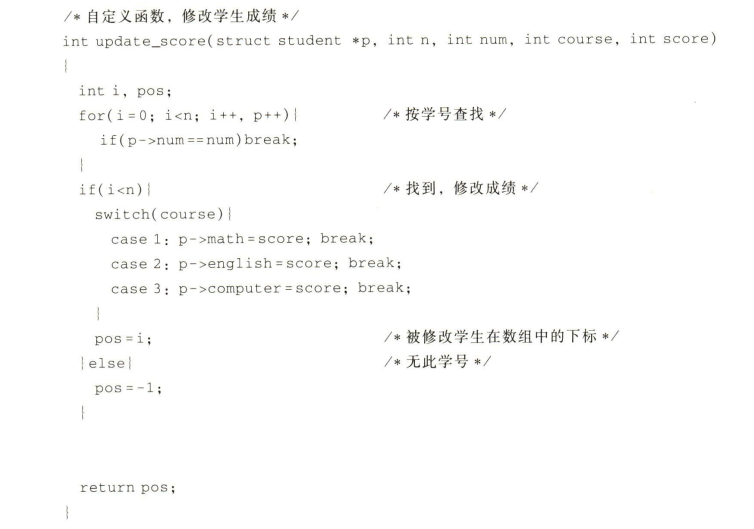 /* 自定义函数，修改学生成绩 */
int update_score(struct student *p, int n, int num, int course, int score)
{
int i, pos;
for(i=0; i<n; i++, p++){ /* 按学号查找 */
if(p->num==num)break;
}
if(i<n){ /* 找到，修改成绩 */
switch(course){
case 1: p->math=score; break;
case 2: p->english=score; break;
case 3: p->computer=score; break;
}
pos=i; /* 被修改学生在数组中的下标 */
}else{ /* 无此学号 */
pos=-1;
}
return pos;
}